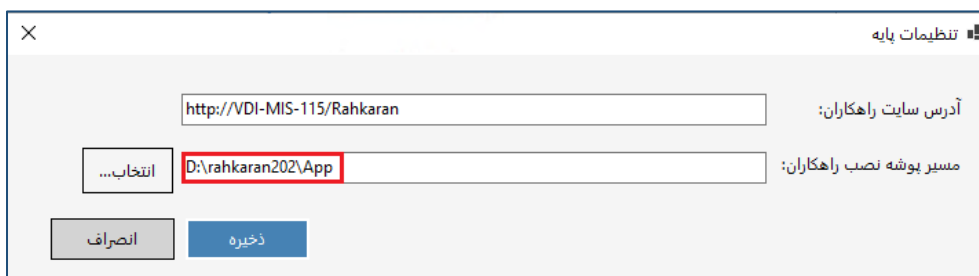 تنظیمات پایه
آدرس سایت راهکاران: http://VDI-MIS-115/Rahkaran
مسیر پوشه نصب راهکاران: D:\rahkaran202\App انتخاب...
ذخیره انصراف